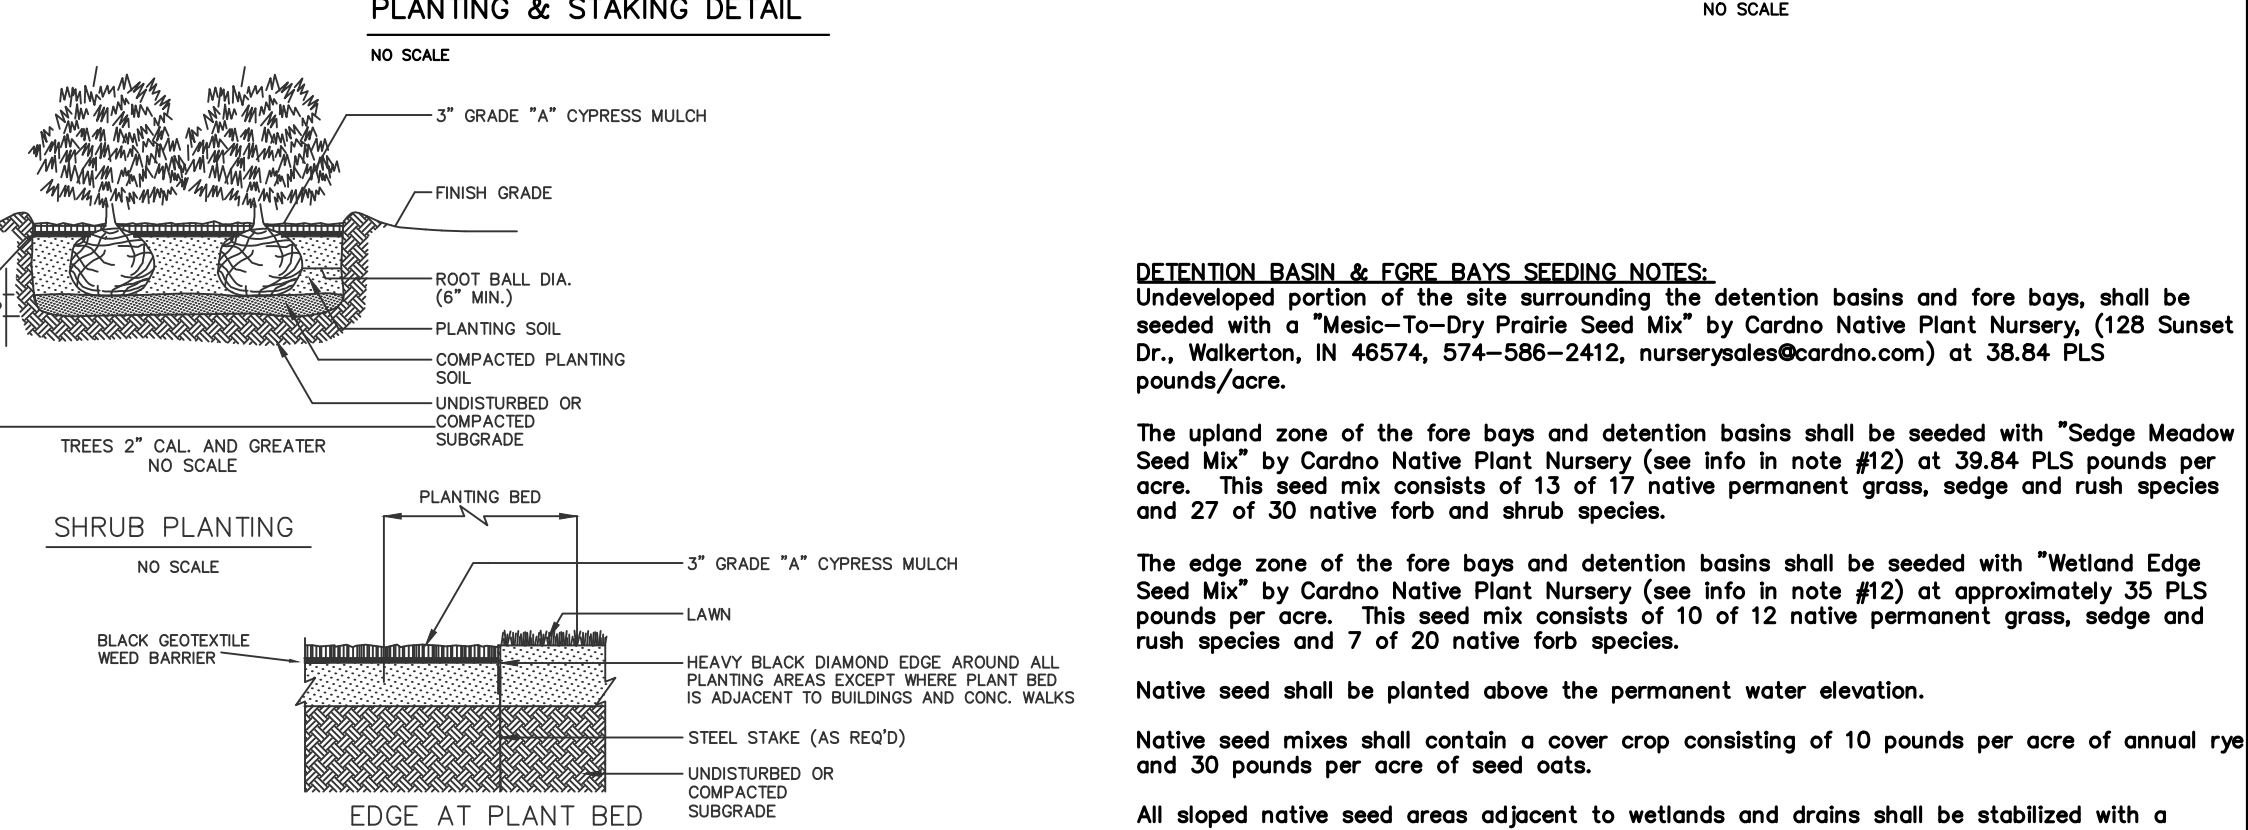 PLANTING & STAKING DETAIL
NO SCALE
3" GRADE "A" CYPRESS MULCH
FINISH GRADE
ROOT BALL DIA.
(6" MIN.)
PLANTING SOIL
COMPACTED PLANTING
SOIL
UNDISTURBED OR
COMPACTED
SUBGRADE
TREES 2" CAL. AND GREATER
NO SCALE
SHRUB PLANTING
NO SCALE
PLANTING BED
3" GRADE "A" CYPRESS MULCH
LAWN
BLACK GEOTEXTILE
WEED BARRIER
HEAVY BLACK DIAMOND EDGE AROUND ALL
PLANTING AREAS EXCEPT WHERE PLANT BED
IS ADJACENT TO BUILDINGS AND CONC. WALKS
STEEL STAKE (AS REQ'D)
UNDISTURBED OR
COMPACTED
SUBGRADE
EDGE AT PLANT BED
NO SCALE
DETENTION BASIN & FGRE BAYS SEEDING NOTES:
Undeveloped portion of the site surrounding the detention basins and fore bays, shall be
seeded with a "Mesic-To-Dry Prairie Seed Mix" by Cardno Native Plant Nursery, (128 Sunset
Dr., Walkerton, IN 46574, 574-586-2412, nurserysales@cardno.com) at 38.84 PLS
pounds/acre.
The upland zone of the fore bays and detention basins shall be seeded with "Sedge Meadow
Seed Mix" by Cardno Native Plant Nursery (see info in note #12) at 39.84 PLS pounds per
acre. This seed mix consists of 13 of 17 native permanent grass, sedge and rush species
and 27 of 30 native forb and shrub species.
The edge zone of the fore bays and detention basins shall be seeded with "Wetland Edge
Seed Mix" by Cardno Native Plant Nursery (see info in note #12) at approximately 35 PLS
pounds per acre. This seed mix consists of 10 of 12 native permanent grass, sedge and
rush species and 7 of 20 native forb species.
Native seed shall be planted above the permanent water elevation.
Native seed mixes shall contain a cover crop consisting of 10 pounds per acre of annual rye
and 30 pounds per acre of seed oats.
All sloped native seed areas adjacent to wetlands and drains shall be stabilized with a